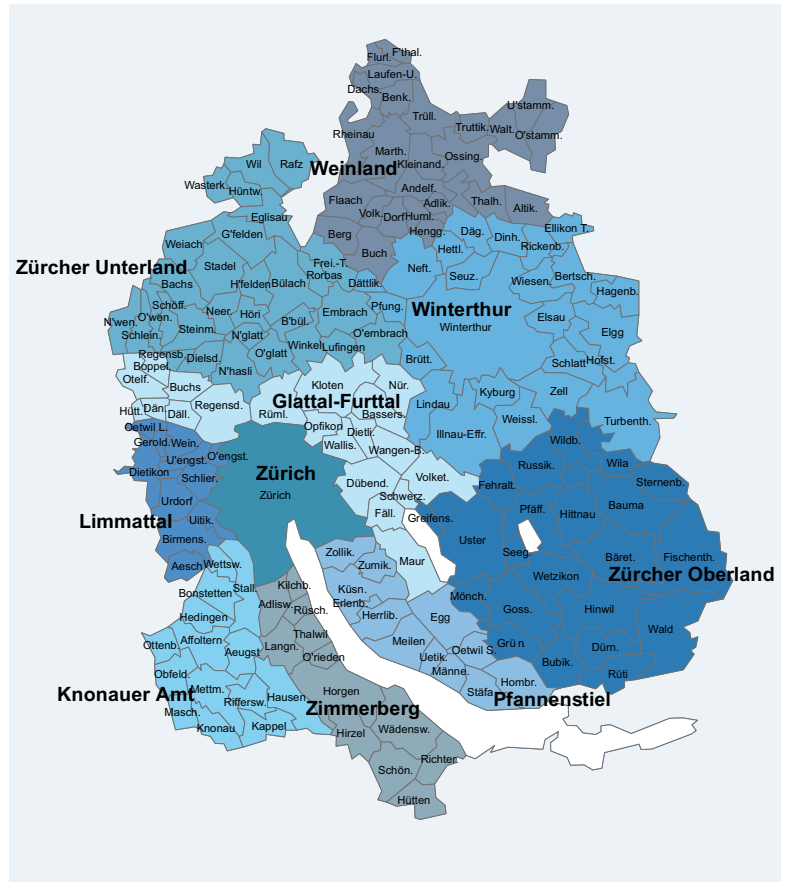 Flurl.
F'thal.
Laufen-U.
Dachs.
Benk.
Trüll.
U'stamm.
Rheinau
Truttik.
Walt.
O'stamm.
Marth.
Kleinand.
Ossing.
Wil
Rafz
Weinland
Wasterk.
Hüntw.
Andelf.
Flaach
Adlik.
Thalh.
Altik.
Volk.
Dorf
Huml.
Eglisau
Berg
Hengg.
Däg.
Dinh.
Ellikon T.
G'felden
Weiach
Buch
Hettl.
Rickenb.
Zürcher Unterland
Stadel
Frei.-T.
Rorbas
Neft.
Seuz.
Bachs
H'felden
Bülach
Dättlik.
Wiesen.
Bertsch.
Hagenb.
Schöff.
O'wen.
N'wen.
Neer.
Höri
B'bül.
Embrach
Pfung.
Winterthur
Winterthur
Elsau
Schlein.
Steinm.
N'glatt
O'embrach
Elgg
Regensb.
Dielsd.
O'glatt
Winkel
Lufingen
Brütt.
Schlatt
Hofst.
Boppel.
Otelf.
N'hasli
Buchs
Kloten
Nür.
Kyburg
Zell
Hütt.
Dän.
Däll.
Regensd.
Rüml.
Glattal-Furttal
Bassers.
Lindau
Weissl.
Turbenth.
Oetwil L.
Opfikon
Dietli.
Illnau-Effr.
Gerold.
Wein.
Wallis.
Wangen-B.
Wildb.
U'engst.
O'engst.
Dietikon
Schlier.
Zürich
Zürich
Dübend.
Volket.
Russik.
Wila
Fehralt.
Sternenb.
Urdorf
Schwerz.
Limmattal
Uitik.
Fäll.
Greifens.
Pfäff.
Hittnau
Bauma
Birmens.
Uster
Aesch
Wettsw.
Zollik.
Zumik.
Maur
Seeg.
Bäret.
Fischenth.
Bonstetten
Stall.
Kilchb.
Küsn.
Wetzikon
Zürcher Oberland
Adlisw.
Rüsch.
Erlenb.
Mönch.
Hedingen
Herrlib.
Egg
Goss.
Hinwil
Wald
Ottenb.
Affoltern
Aeugst
Langn.
Thalwil
Meilen
Grün.
Dürn.
O'rieden
Uetik.
Oetwil S.
Bubik.
Obfeld.
Männe.
Rüti
Knonauer Amt
Mettm.
Riffersw.
Hausen
Horgen
Stäfa
Hombr.
Pfannenstiel
Masch.
Zimmerberg
Knonau
Kappel
Hirzel
Wädensw.
Schön.
Richter.
Hütten